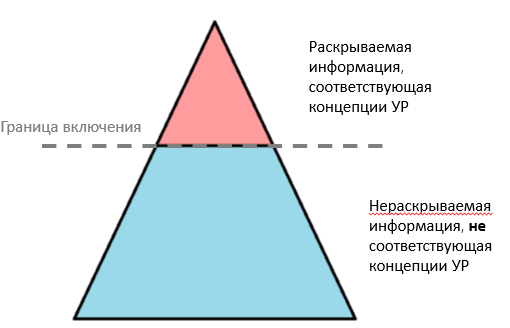 Раскрываемая
информация,
соответствующая
концепции УР
Граница включения
Нераскрываемая
информация, не
соответствующая
концепции УР